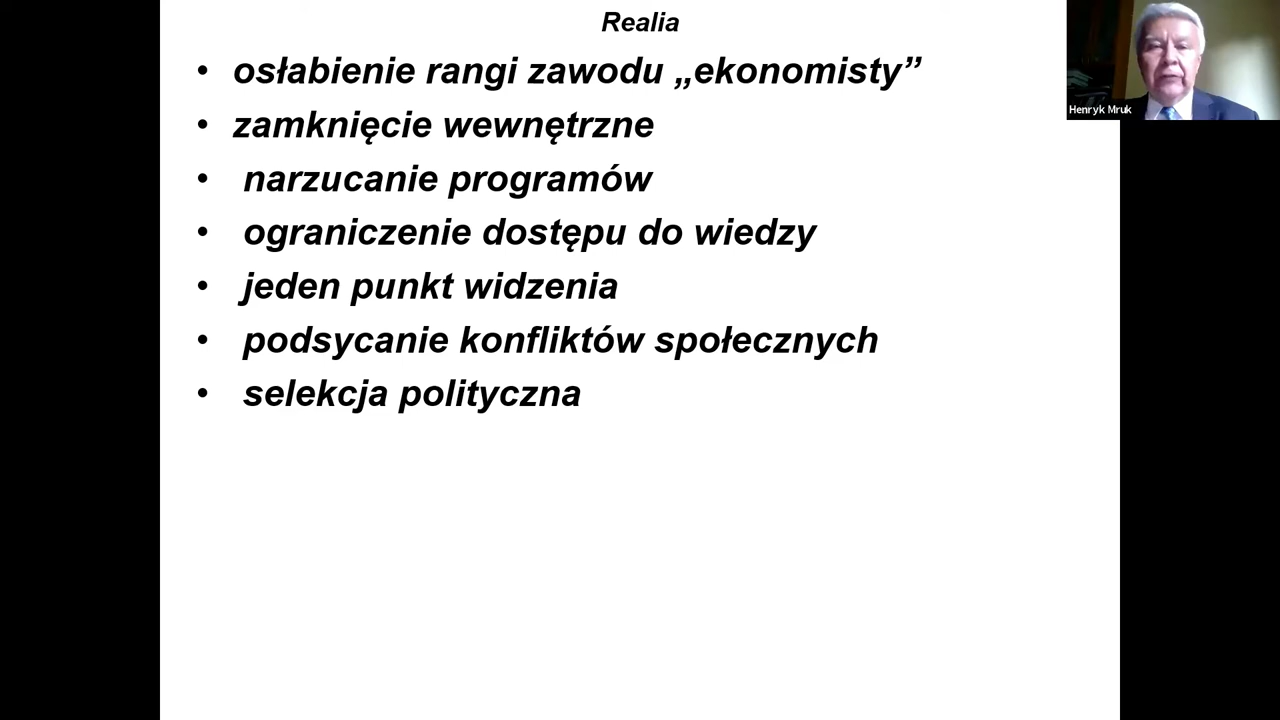 Realia
• osłabienie rangi zawodu „ekonomisty”
• zamknięcie wewnętrzne
• narzucanie programów
• ograniczenie dostępu do wiedzy
• jeden punkt widzenia
• podsycanie konfliktów społecznych
• selekcja polityczna
Henryk Mruk